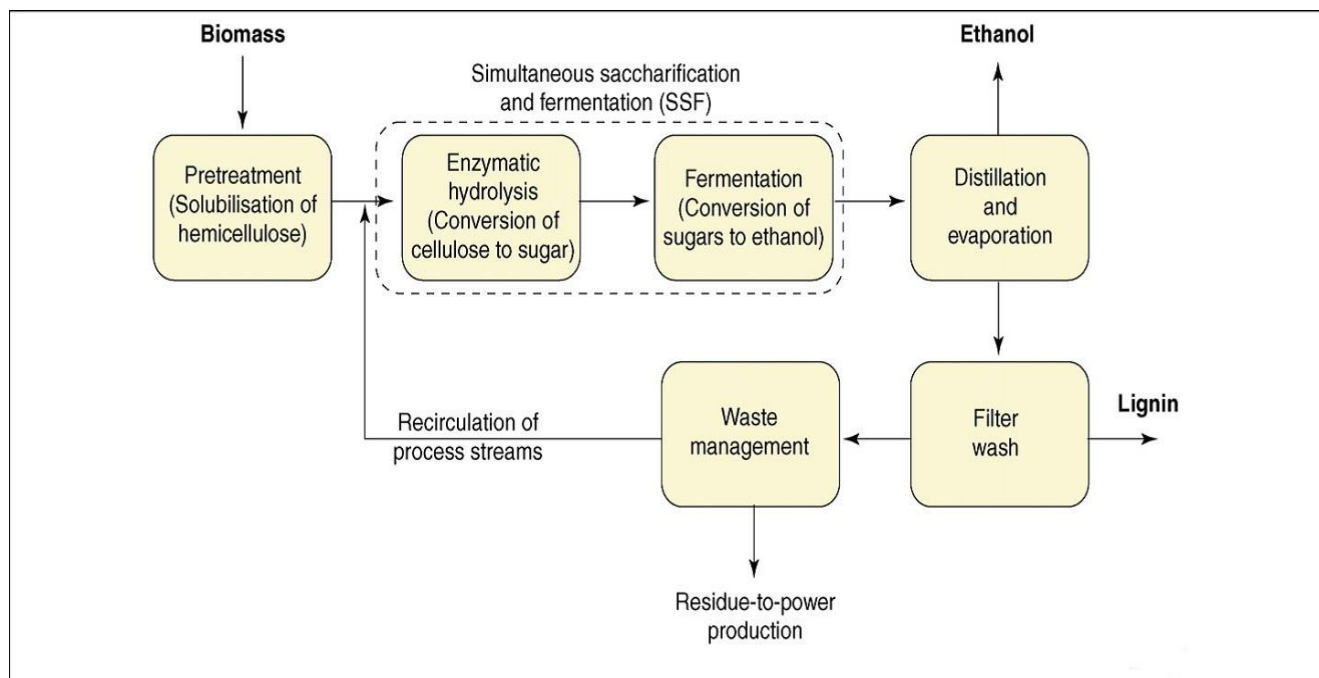 Biomass
Ethanol
Simultaneous saccharification
and fermentation (SSF)
Pretreatment
(Solubilisation of
hemicellulose)
Enzymatic
hydrolysis
(Conversion of
cellulose to sugar)
Fermentation
(Conversion of
sugars to ethanol)
Distillation
and
evaporation
Recirculation of
process streams
Waste
management
Filter
wash
Lignin
Residue-to-power
production